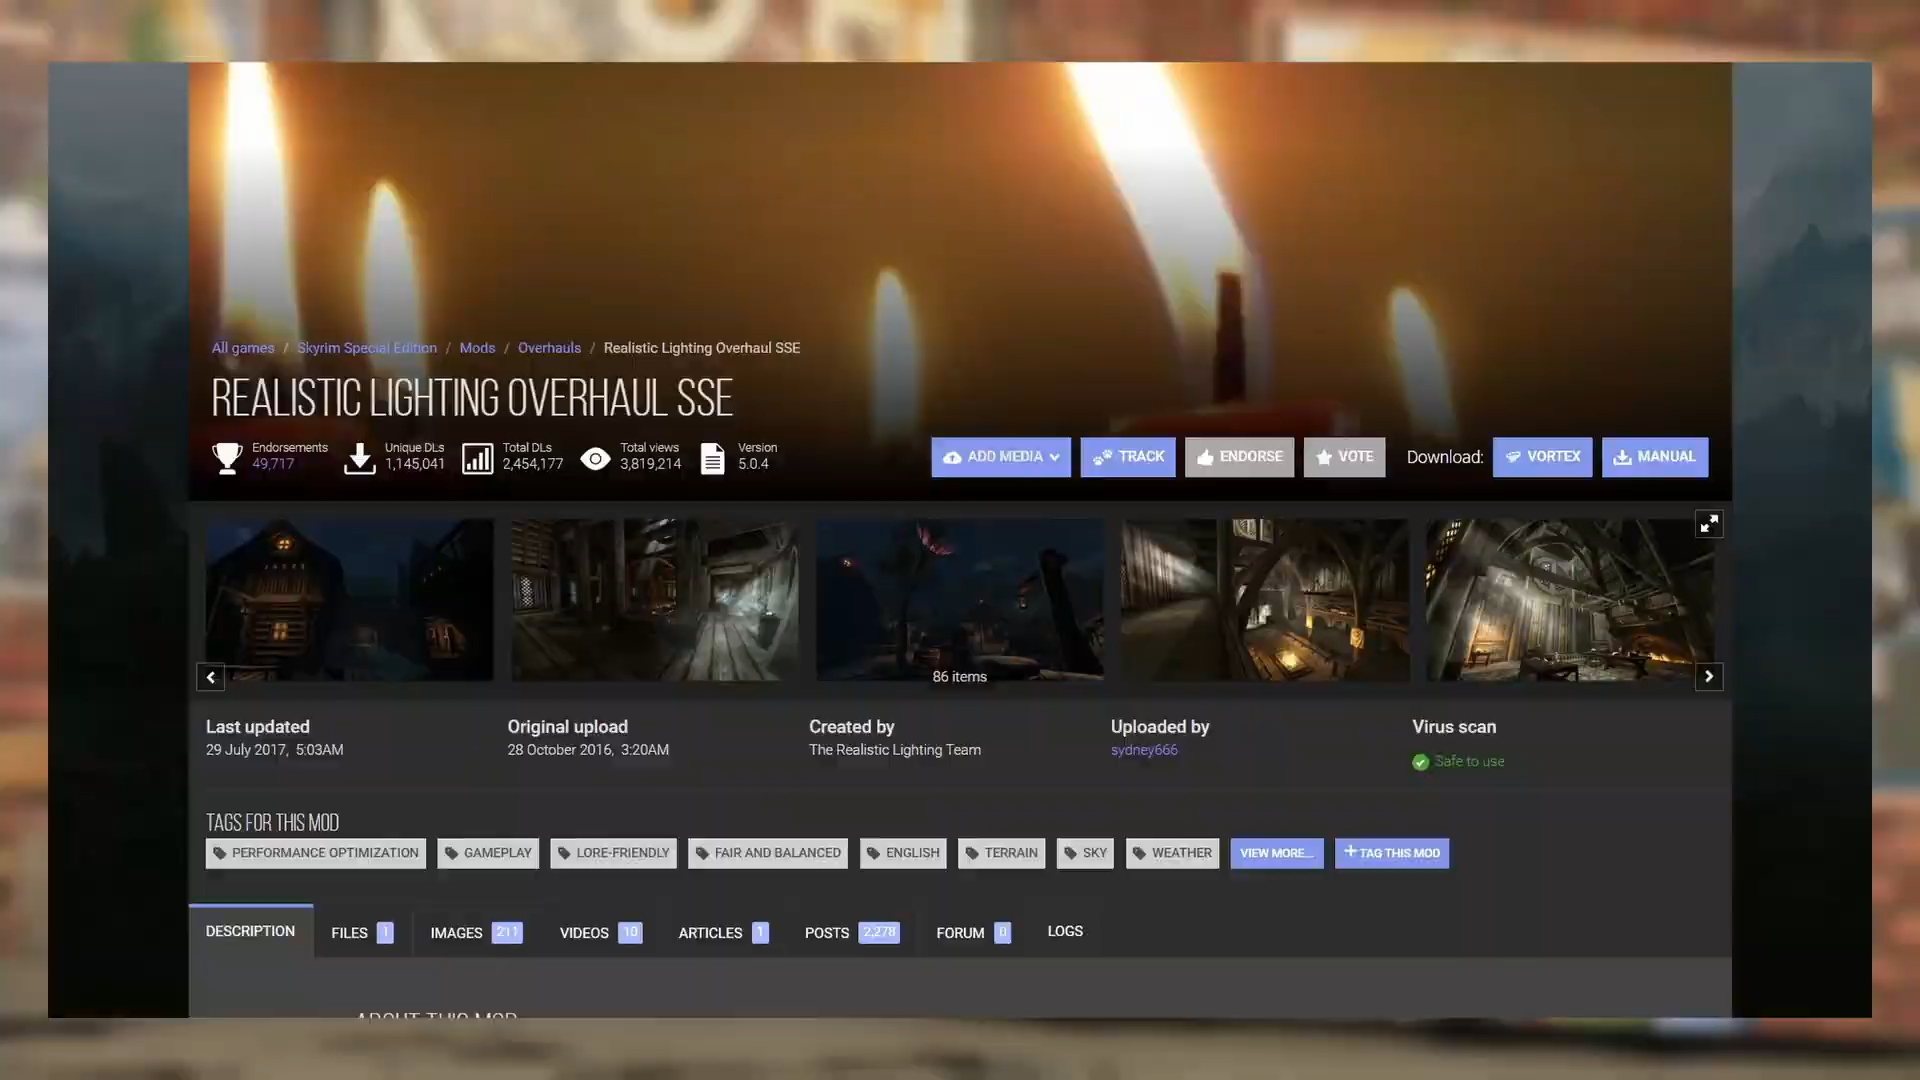 All games / Skyrim Special Edition / Mods / Overhauls / Realistic Lighting Overhaul SSE
REALISTIC LIGHTING OVERHAUL SSE
Endorsements
49,717
Unique DLs
1,145,041
Total DLs
2,454,177
Total views
3,819,214
Version
5.0.4
ADD MEDIA
TRACK
ENDORSE
VOTE
Download:
VORTEX
MANUAL
86 items
Last updated
29 July 2017, 5:03AM
Original upload
28 October 2016, 3:20AM
Created by
The Realistic Lighting Team
Uploaded by
sydney666
Virus scan
Safe to use
TAGS FOR THIS MOD
PERFORMANCE OPTIMIZATION
GAMEPLAY
LORE-FRIENDLY
FAIR AND BALANCED
ENGLISH
TERRAIN
SKY
WEATHER
VIEW MORE...
+ TAG THIS MOD
DESCRIPTION
FILES 1
IMAGES 211
VIDEOS 10
ARTICLES 1
POSTS 2,278
FORUM 0
LOGS
ABOUT THIS MOD